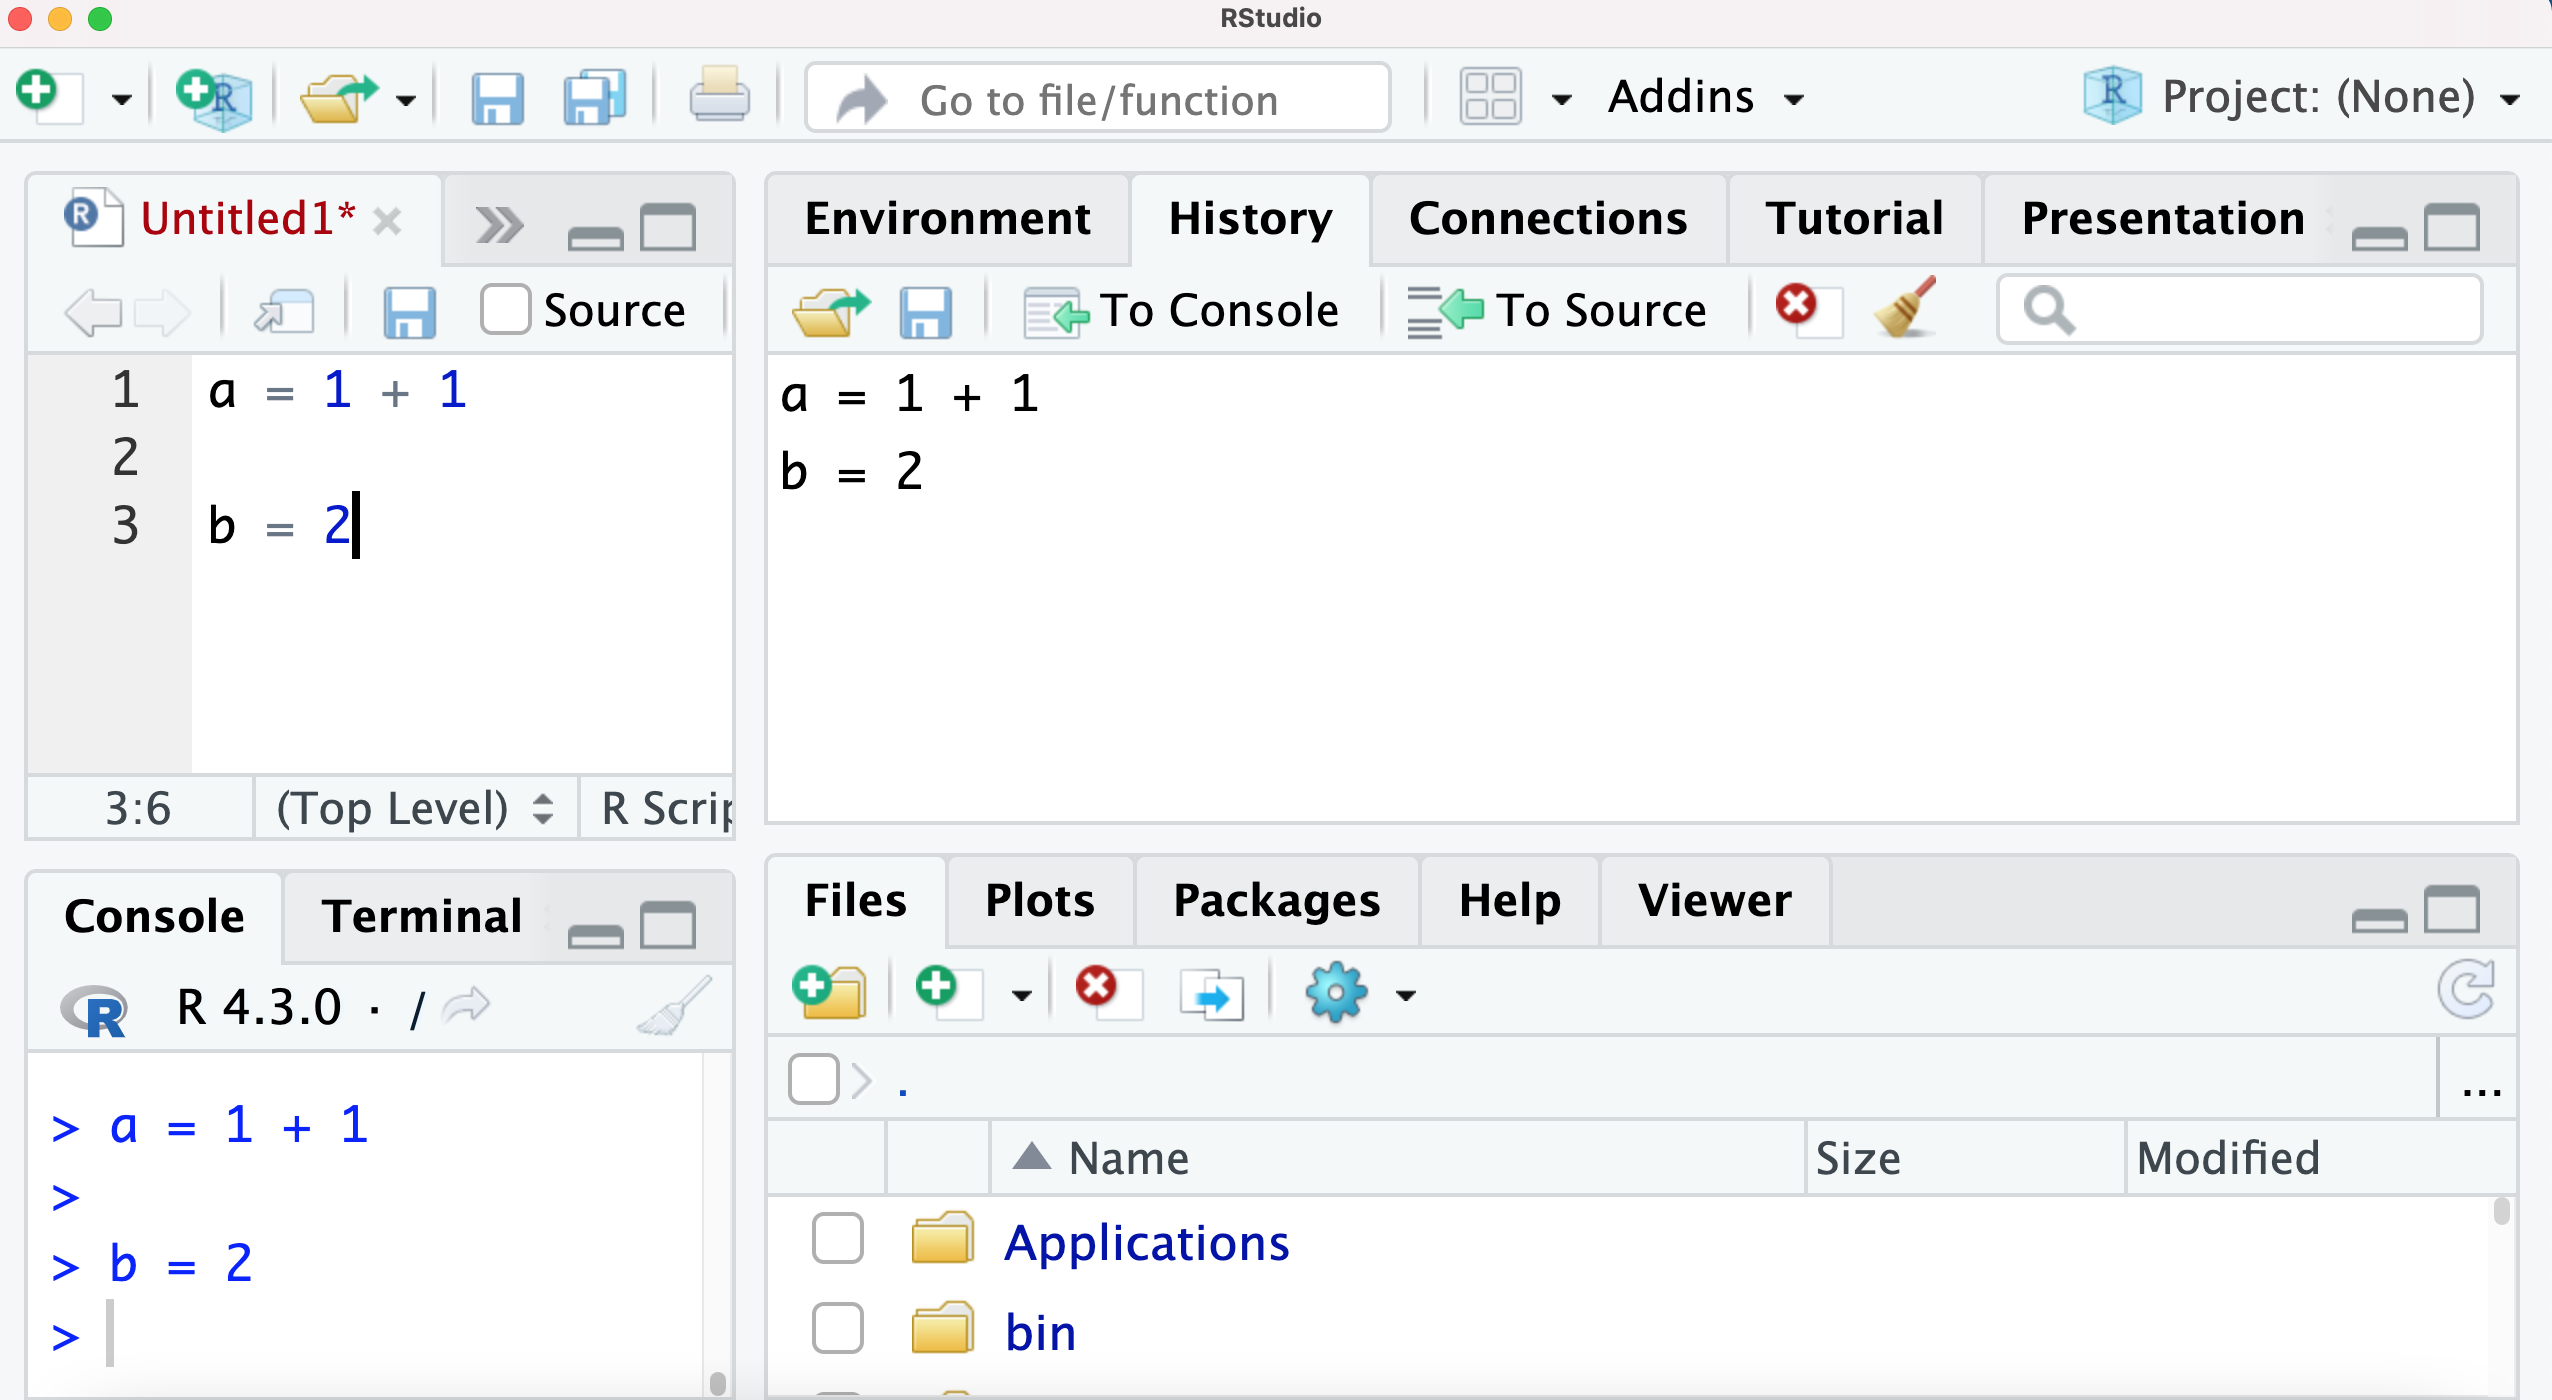 RStudio
Go to file/function
Addins
Project: (None)
Untitled1*
Source
1 a = 1 + 1
2
3 b = 2
3:6 (Top Level) R Scrip
Environment History Connections Tutorial Presentation
To Console To Source
a = 1 + 1
b = 2
Console Terminal
R 4.3.0 · /
> a = 1 + 1
>
> b = 2
>
Files Plots Packages Help Viewer
. ...
Name Size Modified
Applications
bin